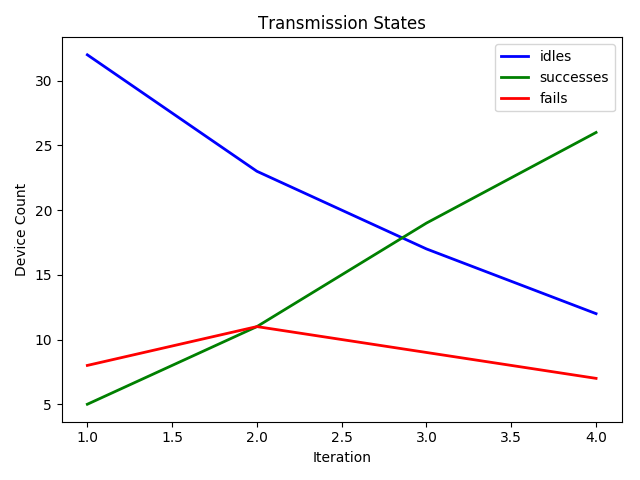 Transmission States
idles
successes
fails
Device Count
30
25
20
15
10
5
1.0 1.5 2.0 2.5 3.0 3.5 4.0
Iteration